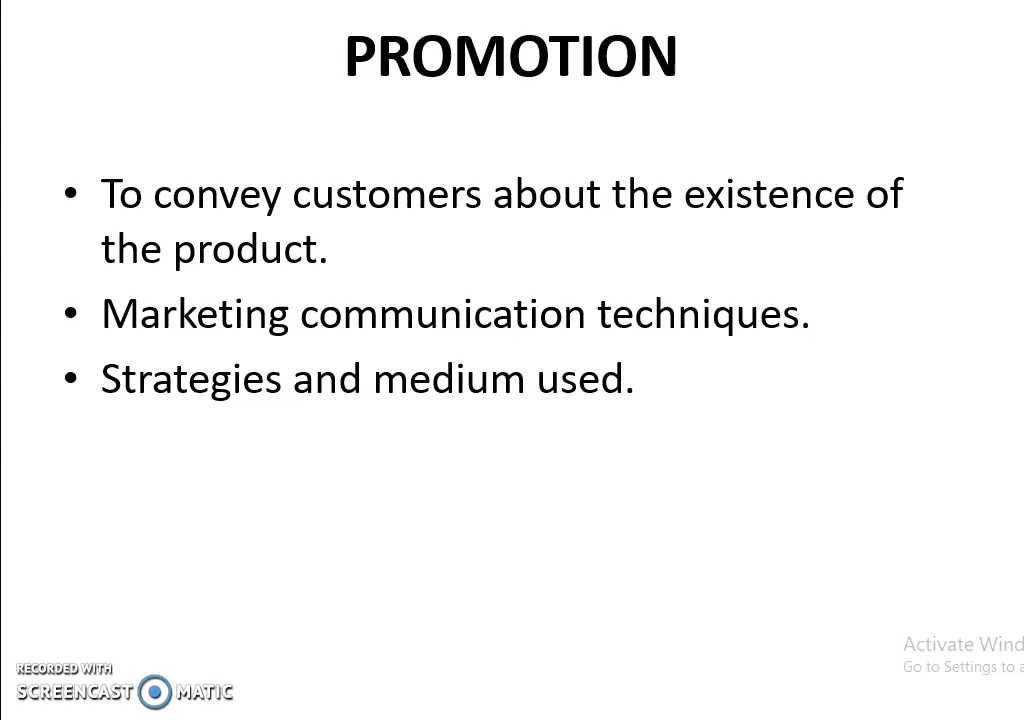 PROMOTION
• To convey customers about the existence of
the product.
• Marketing communication techniques.
• Strategies and medium used.
Activate Wind
Go to Settings to a
RECORDED WITH
SCREENCAST MATIC